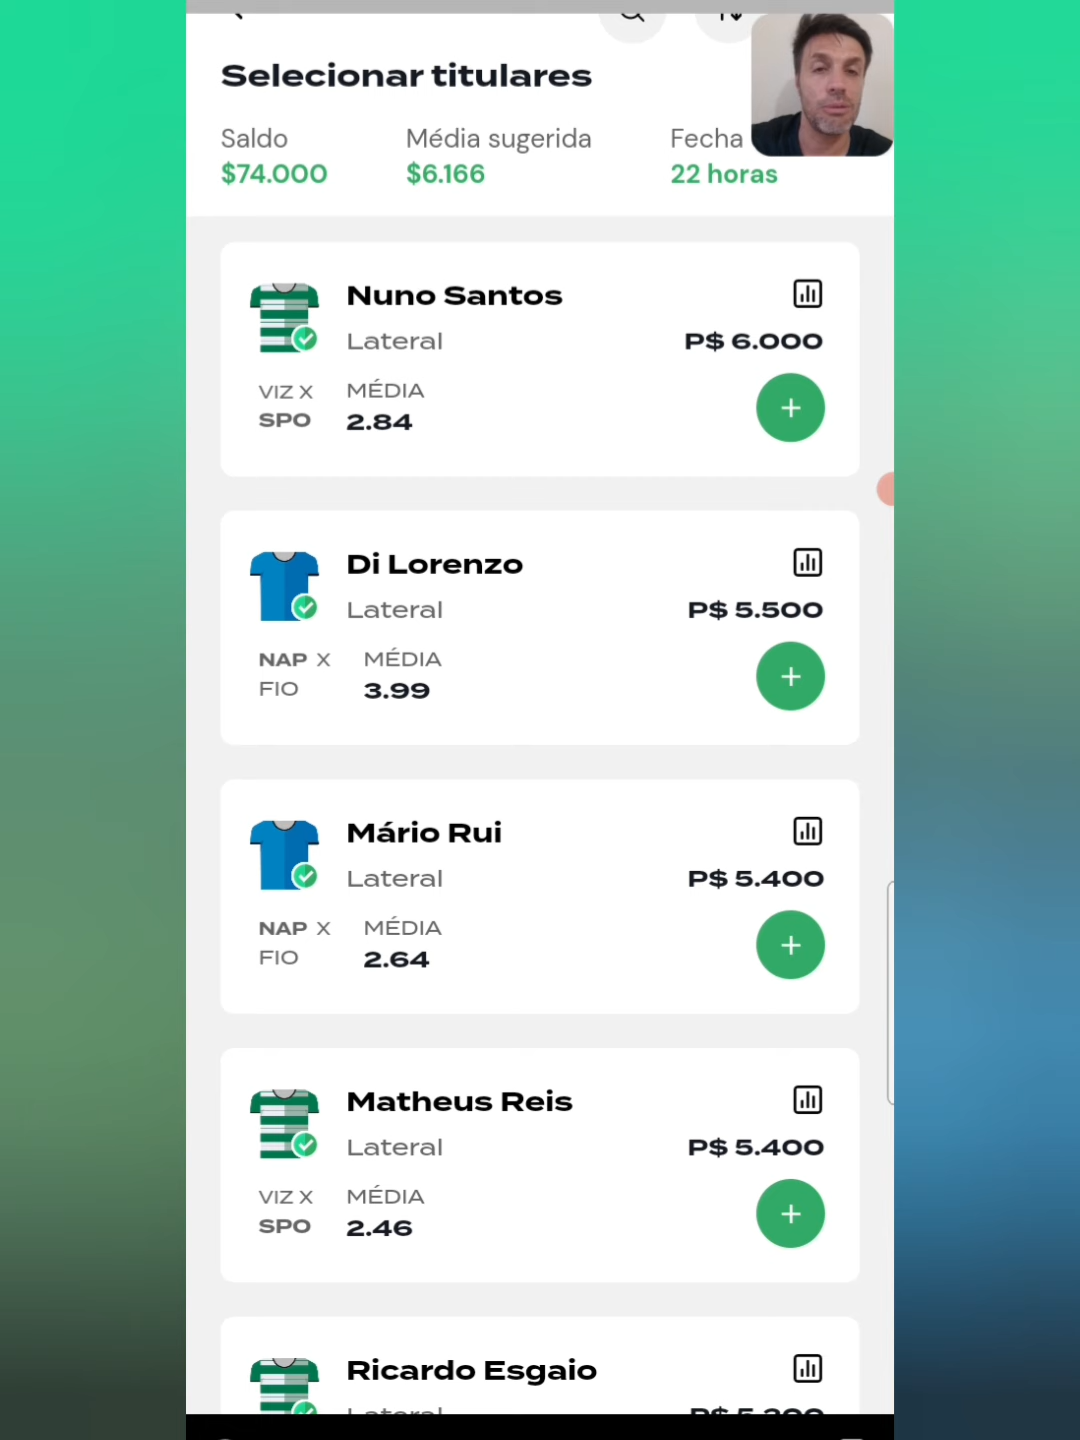 Selecionar titulares
Saldo Média sugerida Fecha
$74.000 $6.166 22 horas
Nuno Santos
Lateral P$ 6.000
VIZ X MÉDIA
SPO 2.84
Di Lorenzo
Lateral P$ 5.500
NAP X MÉDIA
FIO 3.99
Mário Rui
Lateral P$ 5.400
NAP X MÉDIA
FIO 2.64
Matheus Reis
Lateral P$ 5.400
VIZ X MÉDIA
SPO 2.46
Ricardo Esgaio
Lateral